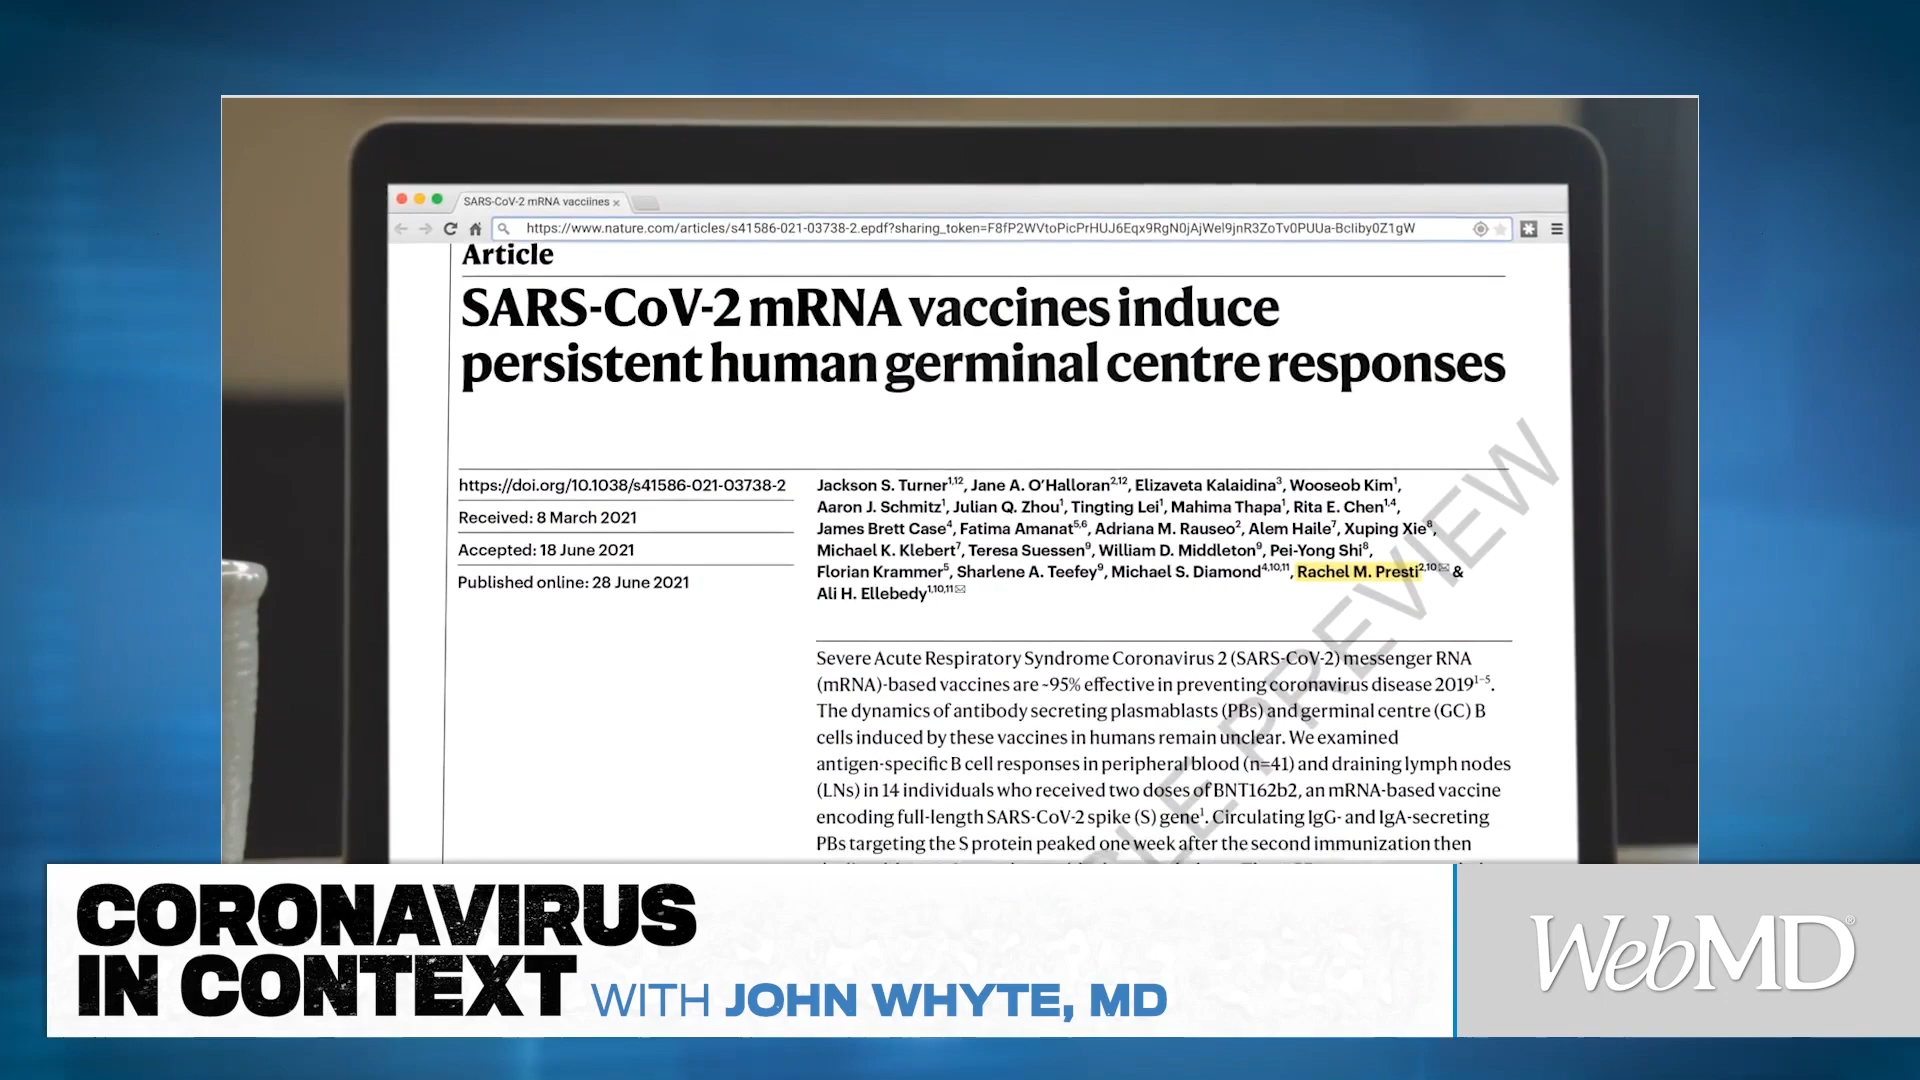 SARS-CoV-2 mRNA vacciines ×
https://www.nature.com/articles/s41586-021-03738-2.epdf?sharing_token=F8fP2WVtoPicPrHUJ6Eqx9RgN0jAjWel9jnR3ZoTv0PUUa-BcIiby0Z1gW
Article
SARS-CoV-2 mRNA vaccines induce
persistent human germinal centre responses
https://doi.org/10.1038/s41586-021-03738-2
Received: 8 March 2021
Accepted: 18 June 2021
Published online: 28 June 2021
Jackson S. Turner1,12, Jane A. O’Halloran2,12, Elizaveta Kalaidina3, Wooseob Kim1,
Aaron J. Schmitz1, Julian Q. Zhou1, Tingting Lei1, Mahima Thapa1, Rita E. Chen1,4,
James Brett Case4, Fatima Amanat5,6, Adriana M. Rauseo2, Alem Haile7, Xuping Xie8,
Michael K. Klebert7, Teresa Suessen9, William D. Middleton9, Pei-Yong Shi8,
Florian Krammer5, Sharlene A. Teefey9, Michael S. Diamond4,10,11, Rachel M. Presti2,10✉ &
Ali H. Ellebedy1,10,11✉
Severe Acute Respiratory Syndrome Coronavirus 2 (SARS-CoV-2) messenger RNA
(mRNA)-based vaccines are ~95% effective in preventing coronavirus disease 20191–5.
The dynamics of antibody secreting plasmablasts (PBs) and germinal centre (GC) B
cells induced by these vaccines in humans remain unclear. We examined
antigen-specific B cell responses in peripheral blood (n=41) and draining lymph nodes
(LNs) in 14 individuals who received two doses of BNT162b2, an mRNA-based vaccine
encoding full-length SARS-CoV-2 spike (S) gene1. Circulating IgG- and IgA-secreting
PBs targeting the S protein peaked one week after the second immunization then
PREVIEW
CORONAVIRUS
IN CONTEXT WITH JOHN WHYTE, MD
WebMD®